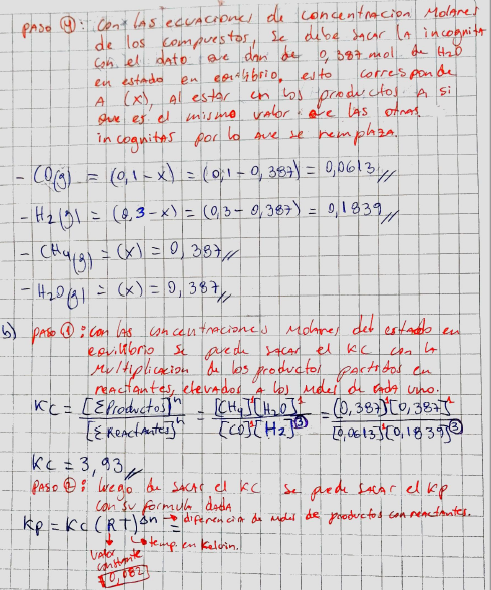 PASO ④: Con LAS ecuaciones de concentracion Molares
de los compuestos, se debe sacar la incognita
con el dato que dan de 0,387 mol de H2O
en estado en equilibrio, esto corresponde
A (x), al estar en los productos A si
que es el mismo valor que las otras
incognitas por lo que se remplaza.
- CO(g) = (0,1-x) = (0,1-0,387) = 0,0613 //
- H2(g) = (0,3-x) = (0,3-0,387) = 0,1839 //
- CH4(g) = (x) = 0,387 //
- H2O(g) = (x) = 0,387 //
b) PASO ①: con las concentraciones Molares del estado en
equilibrio se puede sacar el KC con la
Multiplicacion de los productos partidos en
reactantes, elevados a los moles de cada uno.
KC = [ΣProductos]^n / [ΣReactantes]^n = [CH4]^1[H2O]^1 / [CO]^1[H2]^③ = [0,387]^1[0,387]^1 / [0,0613]^1[0,1839]^③
KC = 3,93 //
PASO ②: luego de sacar el KC se puede sacar el KP
con su formula dada
KP = KC (RT)^Δn → diferencia de moles de productos con reactantes.
temp. en Kelvin.
valor
constante
0,082